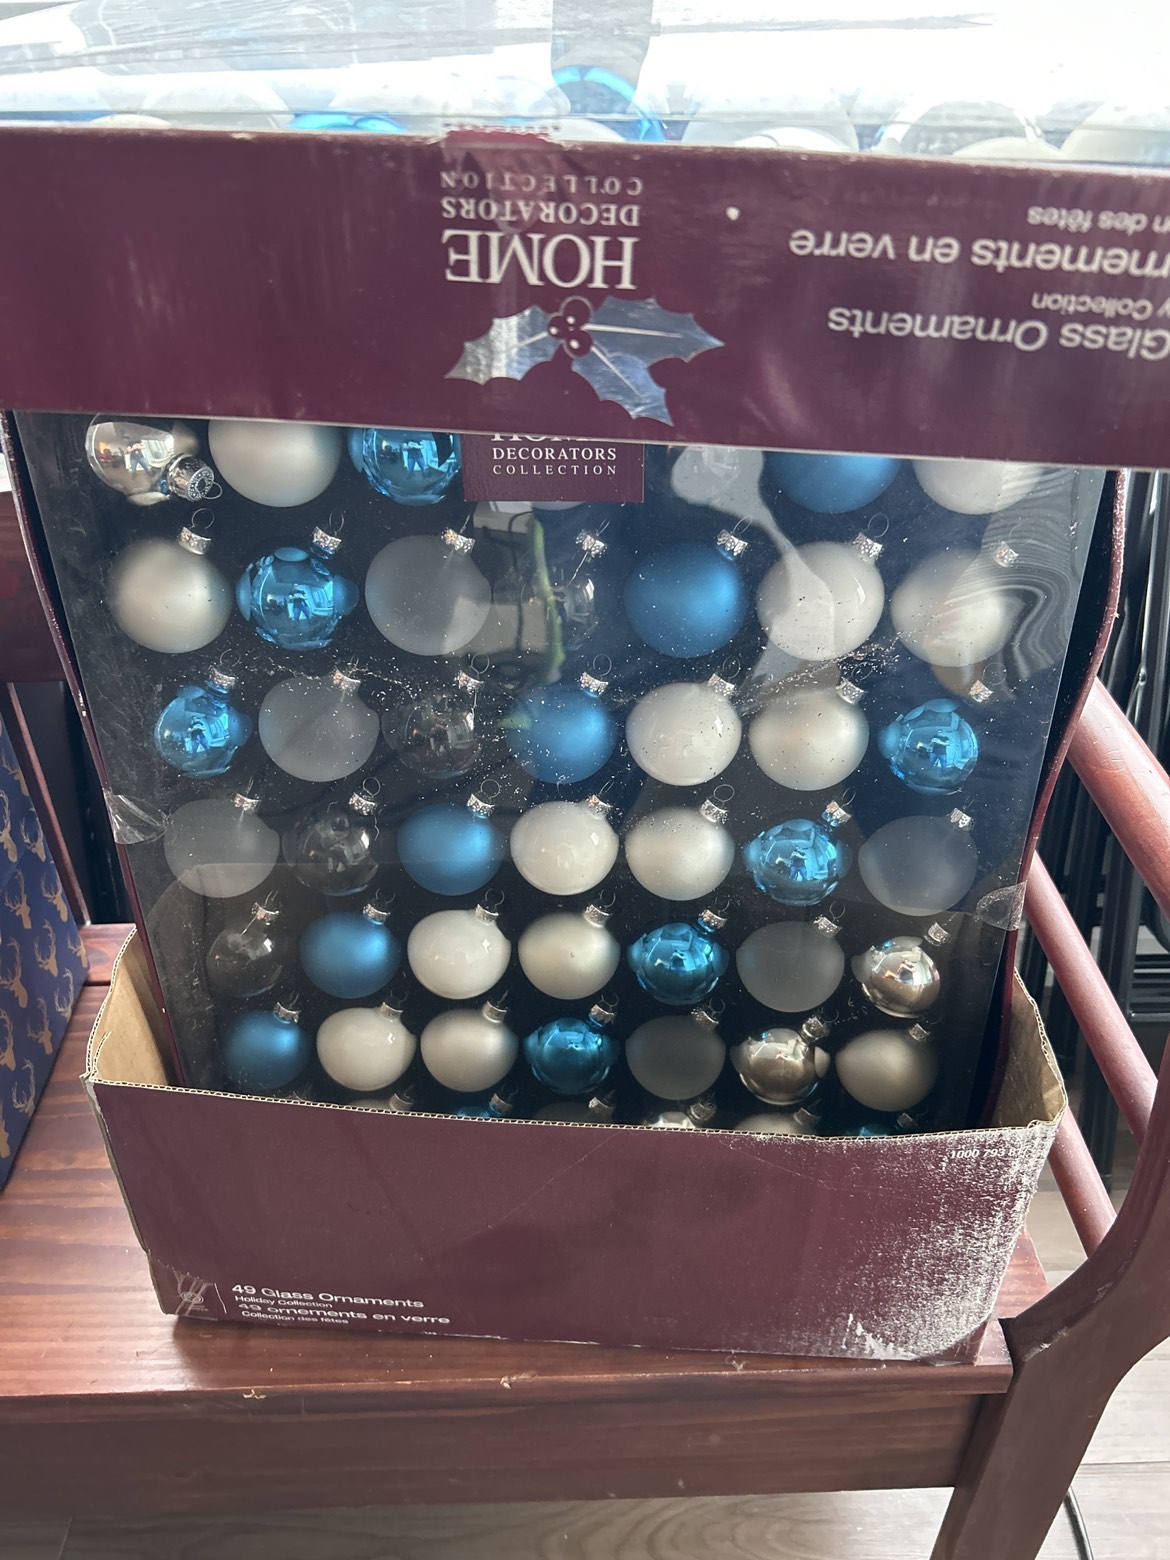 HOME
DECORATORS
COLLECTION
Glass Ornaments
Collection
en verre
des fêtes
DECORATORS
COLLECTION
49 Glass Ornaments
Holiday Collection
49 ornements en verre
Collection des fêtes
1000 793